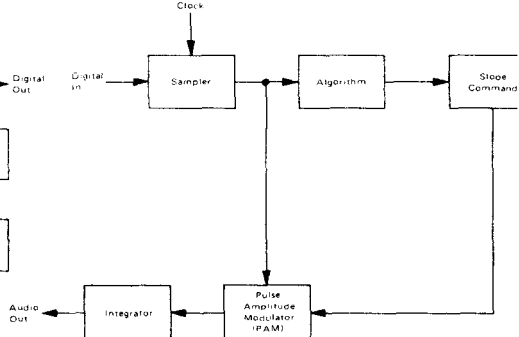 Clock
Digital
Out
Digital
In
Sampler
Algorithm
Slope
Command
Audio
Out
Integrator
Pulse
Amplitude
Modulator
(PAM)